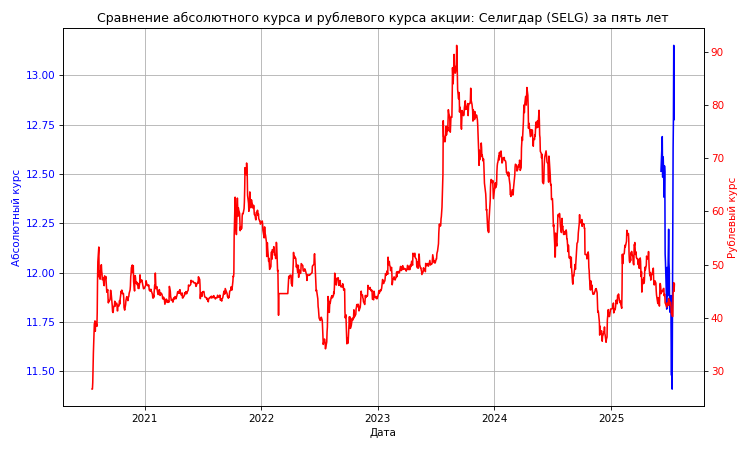 Сравнение абсолютного курса и рублевого курса акции: Селигдар (SELG) за пять лет
Абсолютный курс
13.00
12.75
12.50
12.25
12.00
11.75
11.50
90
80
70
60
50
40
30
Рублевый курс
2021 2022 2023 2024 2025
Дата